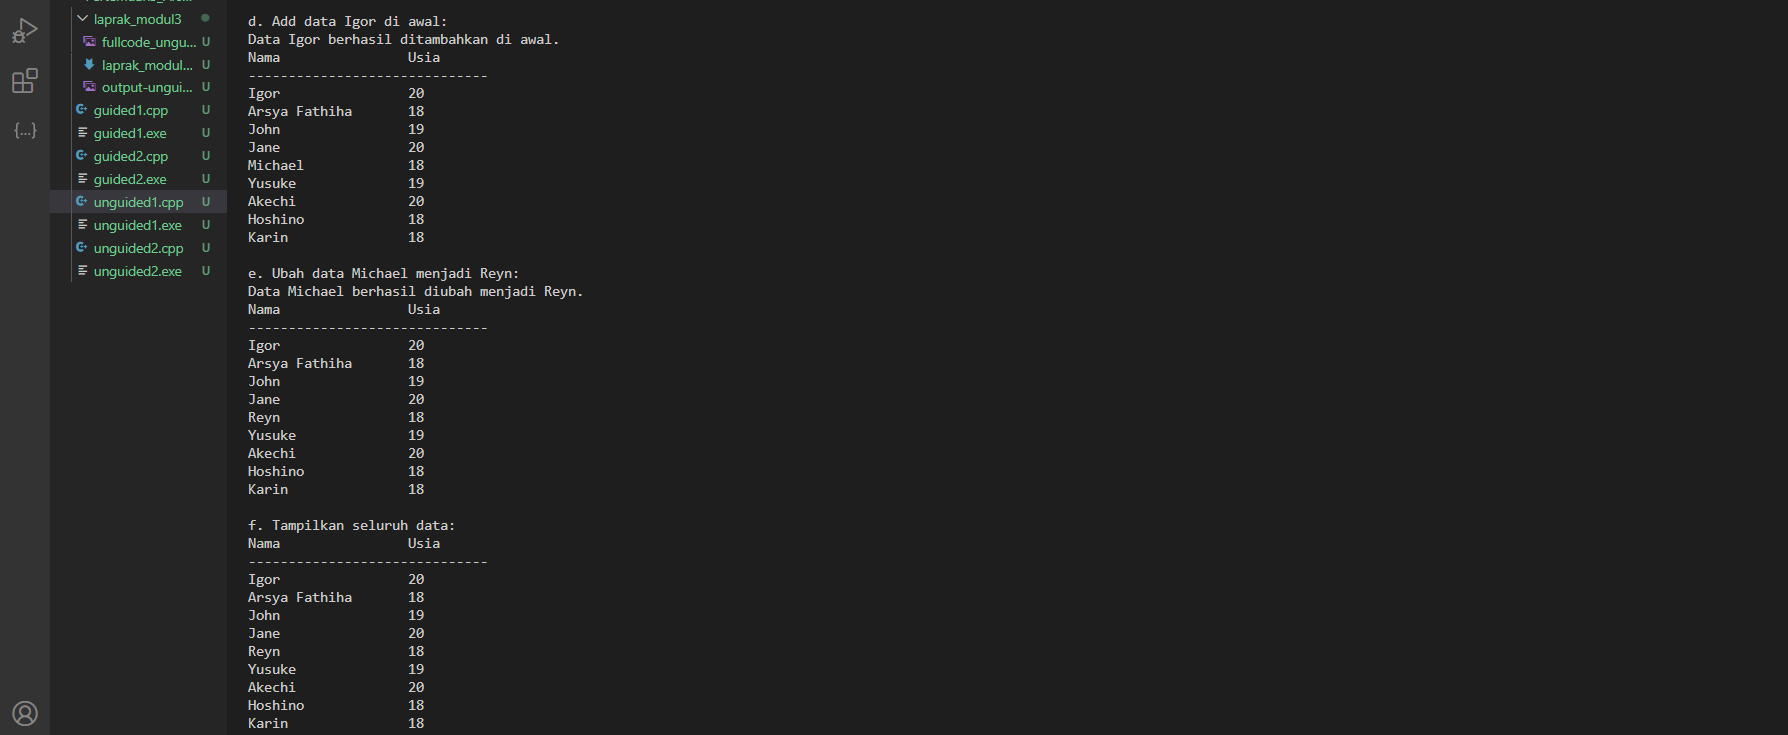 laprak_modul3
fullcode_ungu... U
laprak_modul... U
output-ungui... U
guided1.cpp U
guided1.exe U
guided2.cpp U
guided2.exe U
unguided1.cpp U
unguided1.exe U
unguided2.cpp U
unguided2.exe U
d. Add data Igor di awal:
Data Igor berhasil ditambahkan di awal.
Nama Usia
------------------------------
Igor 20
Arsya Fathiha 18
John 19
Jane 20
Michael 18
Yusuke 19
Akechi 20
Hoshino 18
Karin 18
e. Ubah data Michael menjadi Reyn:
Data Michael berhasil diubah menjadi Reyn.
Nama Usia
------------------------------
Igor 20
Arsya Fathiha 18
John 19
Jane 20
Reyn 18
Yusuke 19
Akechi 20
Hoshino 18
Karin 18
f. Tampilkan seluruh data:
Nama Usia
------------------------------
Igor 20
Arsya Fathiha 18
John 19
Jane 20
Reyn 18
Yusuke 19
Akechi 20
Hoshino 18
Karin 18